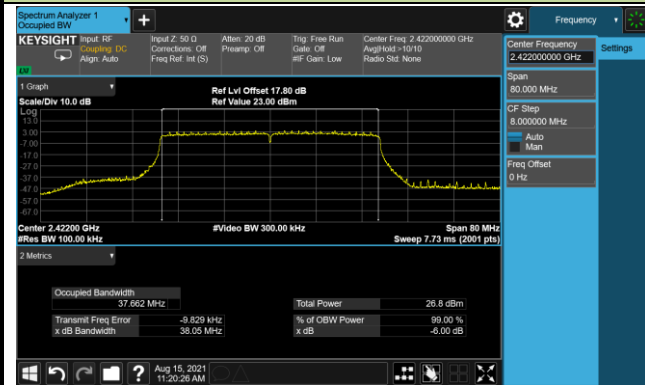 Spectrum Analyzer 1
Occupied BW
KEYSIGHT
Input: RF
Coupling: DC
Align: Auto
Input Z: 50 Ω
Corrections: Off
Freq Ref: Int (S)
Atten: 20 dB
Preamp: Off
Trig: Free Run
Gate: Off
#IF Gain: Low
Center Freq: 2.422000000 GHz
Avg|Hold:>10/10
Radio Std: None
1 Graph
Scale/Div 10.0 dB
Ref Lvl Offset 17.80 dB
Ref Value 23.00 dBm
Log
13.0
3.00
-7.00
-17.0
-27.0
-37.0
-47.0
-57.0
-67.0
Center 2.42200 GHz
#Res BW 100.00 kHz
#Video BW 300.00 kHz
Span 80 MHz
Sweep 7.73 ms (2001 pts)
2 Metrics
Occupied Bandwidth
37.662 MHz
Transmit Freq Error -9.829 kHz
x dB Bandwidth 38.05 MHz
Total Power 26.8 dBm
% of OBW Power 99.00 %
x dB -6.00 dB
Aug 15, 2021
11:20:26 AM
Frequency
Settings
Center Frequency
2.422000000 GHz
Span
80.000 MHz
CF Step
8.000000 MHz
Auto
Man
Freq Offset
0 Hz